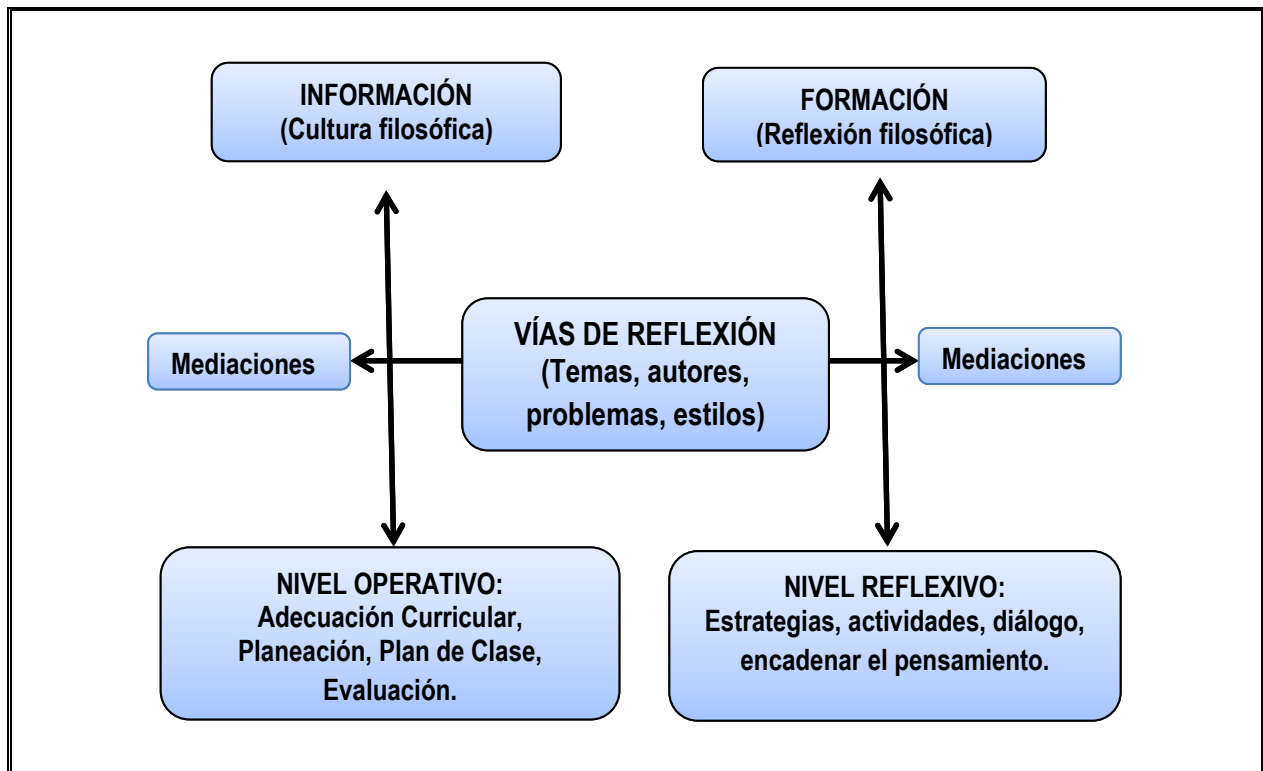 INFORMACIÓN
(Cultura filosófica)
FORMACIÓN
(Reflexión filosófica)
Mediaciones
VÍAS DE REFLEXIÓN
(Temas, autores,
problemas, estilos)
Mediaciones
NIVEL OPERATIVO:
Adecuación Curricular,
Planeación, Plan de Clase,
Evaluación.
NIVEL REFLEXIVO:
Estrategias, actividades, diálogo,
encadenar el pensamiento.